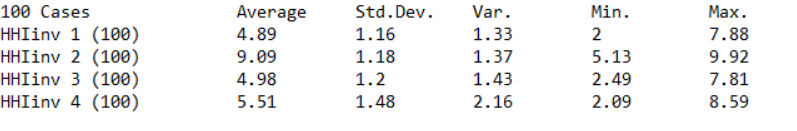 100 Cases Average Std.Dev. Var. Min. Max.
HHIinv 1 (100) 4.89 1.16 1.33 2 7.88
HHIinv 2 (100) 9.09 1.18 1.37 5.13 9.92
HHIinv 3 (100) 4.98 1.2 1.43 2.49 7.81
HHIinv 4 (100) 5.51 1.48 2.16 2.09 8.59